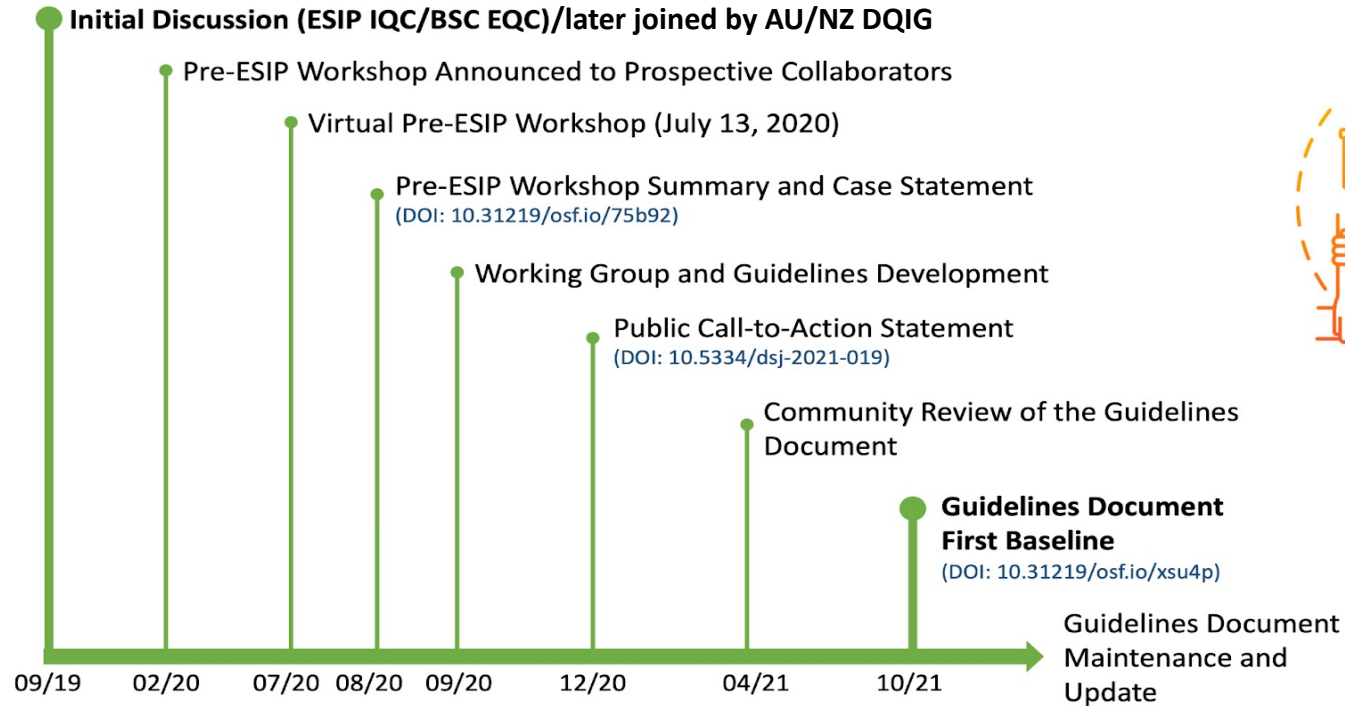 Initial Discussion (ESIP IQC/BSC EQC)/later joined by AU/NZ DQIG
Pre-ESIP Workshop Announced to Prospective Collaborators
Virtual Pre-ESIP Workshop (July 13, 2020)
Pre-ESIP Workshop Summary and Case Statement
(DOI: 10.31219/osf.io/75b92)
Working Group and Guidelines Development
Public Call-to-Action Statement
(DOI: 10.5334/dsj-2021-019)
Community Review of the Guidelines
Document
Guidelines Document
First Baseline
(DOI: 10.31219/osf.io/xsu4p)
Guidelines Document
Maintenance and
Update
09/19 02/20 07/20 08/20 09/20 12/20 04/21 10/21